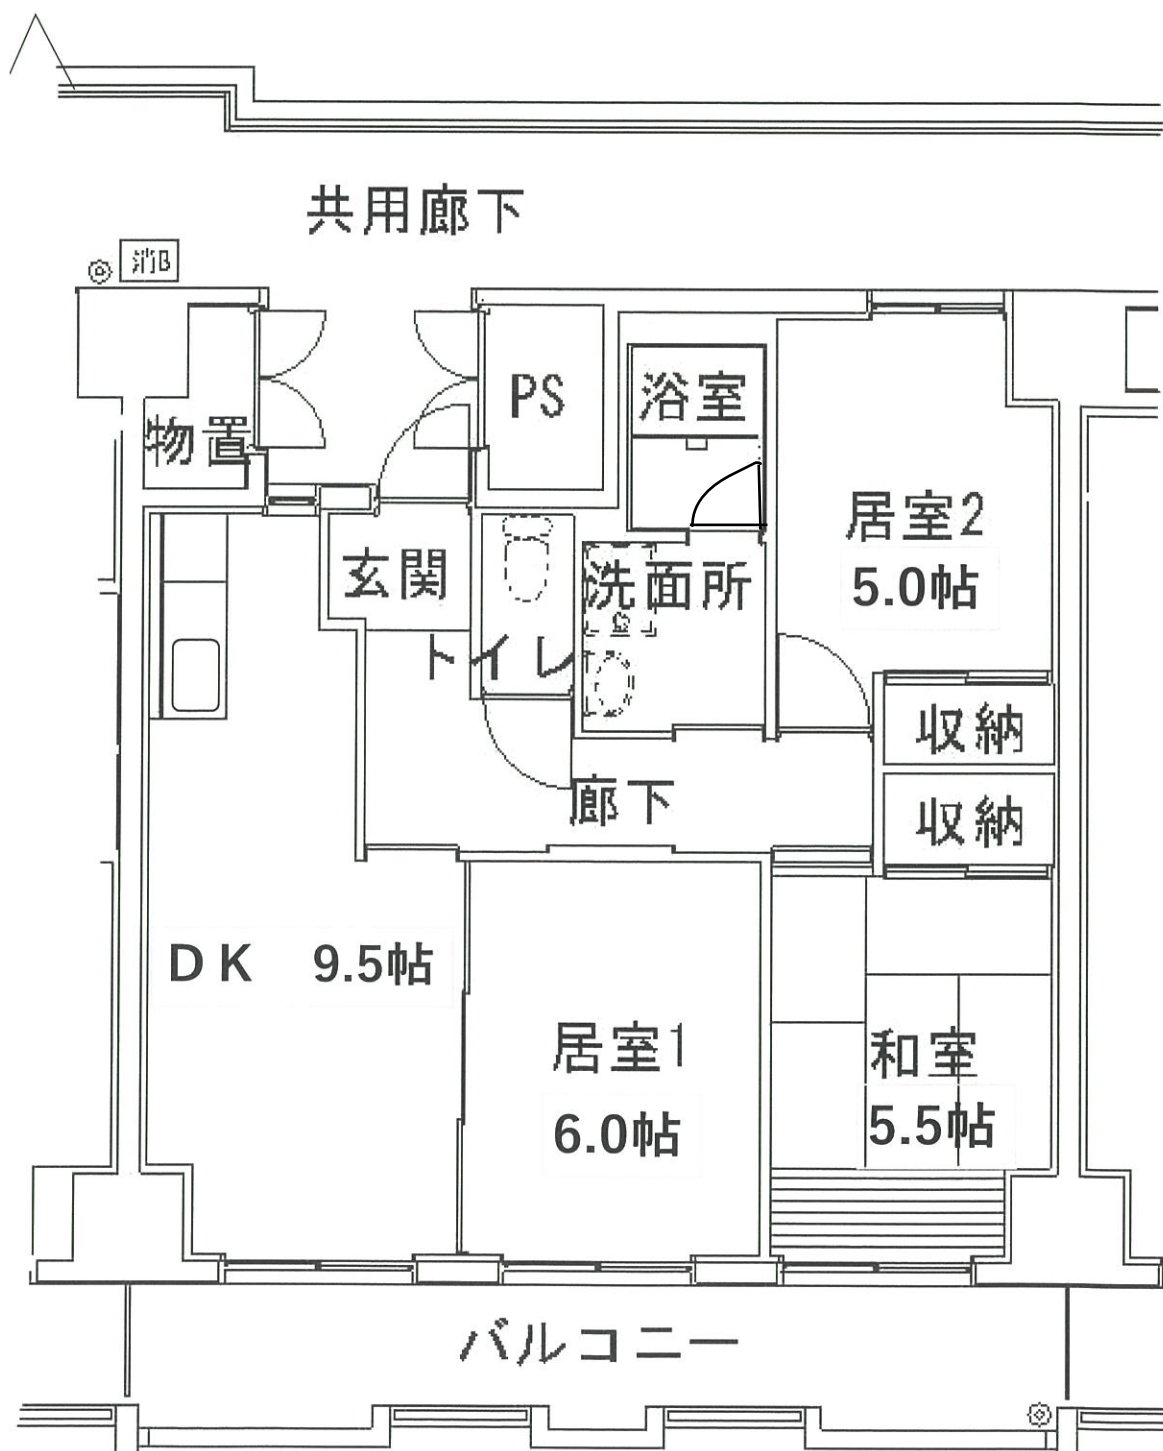 共用廊下
消B
物置
PS
浴室
居室2
5.0帖
玄関
トイレ
洗面所
収納
廊下
収納
DK 9.5帖
居室1
6.0帖
和室
5.5帖
バルコニー